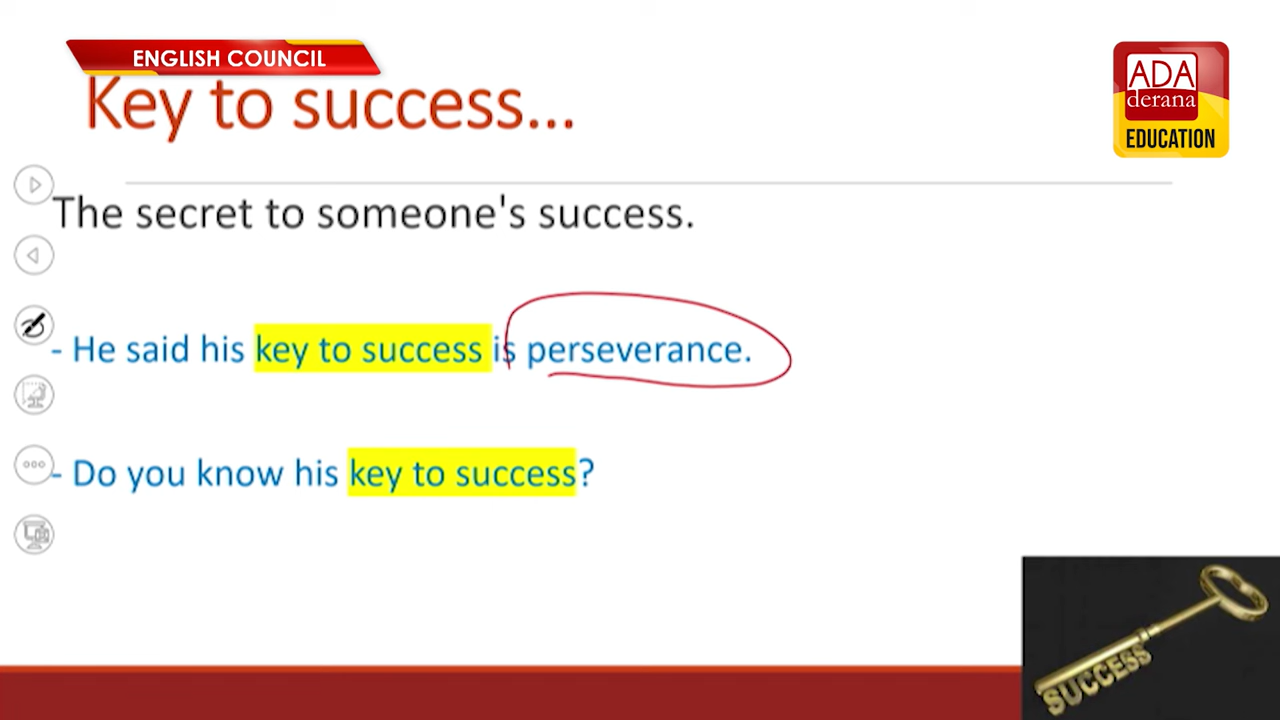 ENGLISH COUNCIL
ADA
derana
EDUCATION
Key to success...
The secret to someone's success.
- He said his key to success is perseverance.
- Do you know his key to success?
SUCCESS